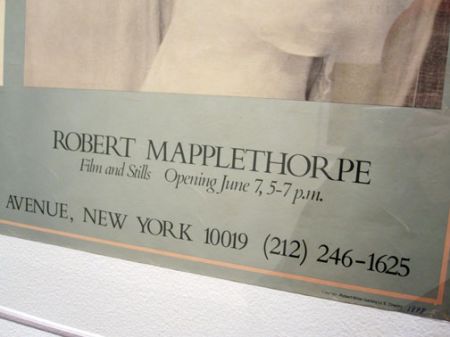 ROBERT MAPPLETHORPE
Film and Stills Opening June 7, 5-7 p.m.
AVENUE, NEW YORK 10019 (212) 246-1625